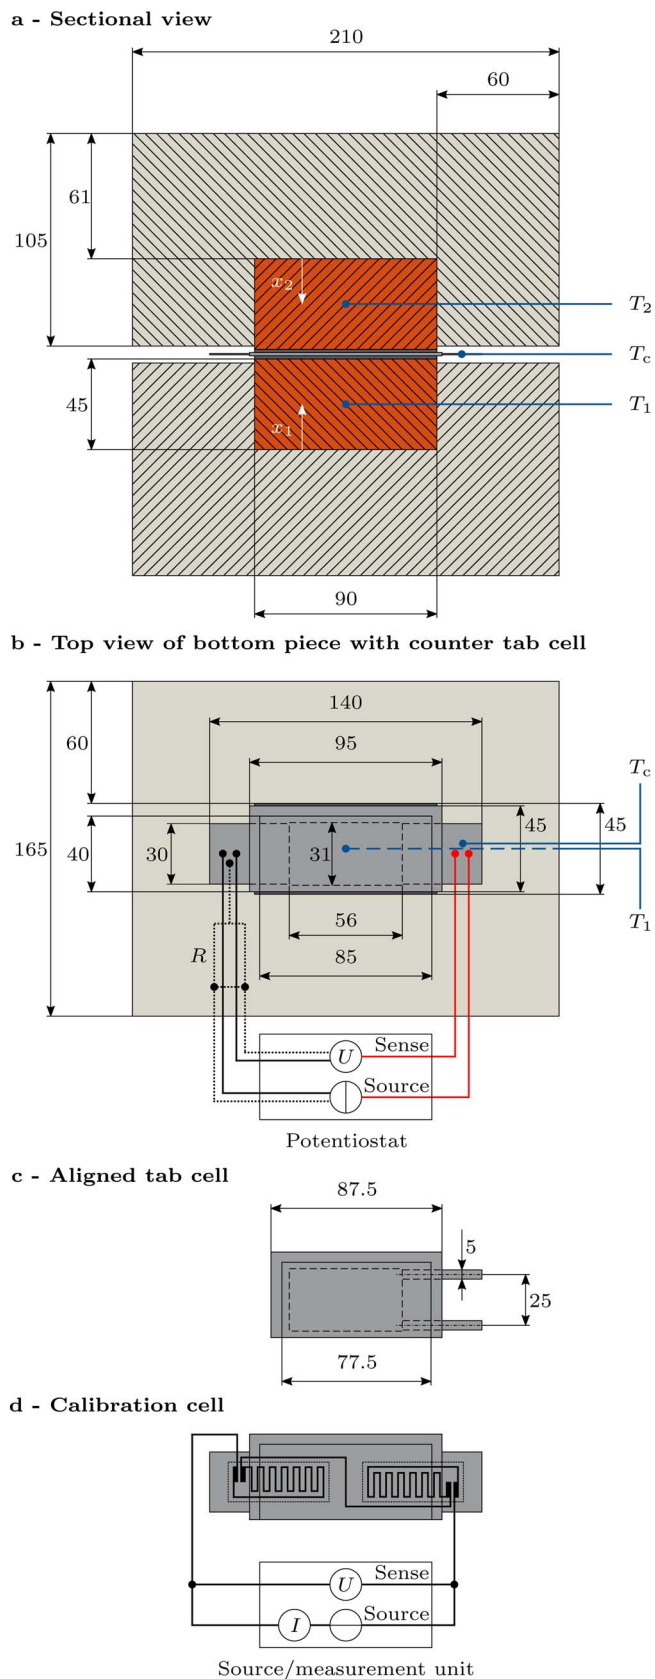 a - Sectional view
210
60
61
105
x2
T2
Tc
45
T1
x1
90
b - Top view of bottom piece with counter tab cell
140
60
95
Tc
165
40
30
31
45
45
56
T1
R
85
Sense
U
Source
Potentiostat
c - Aligned tab cell
87.5
5
25
77.5
d - Calibration cell
Sense
U
Source
I
Source/measurement unit